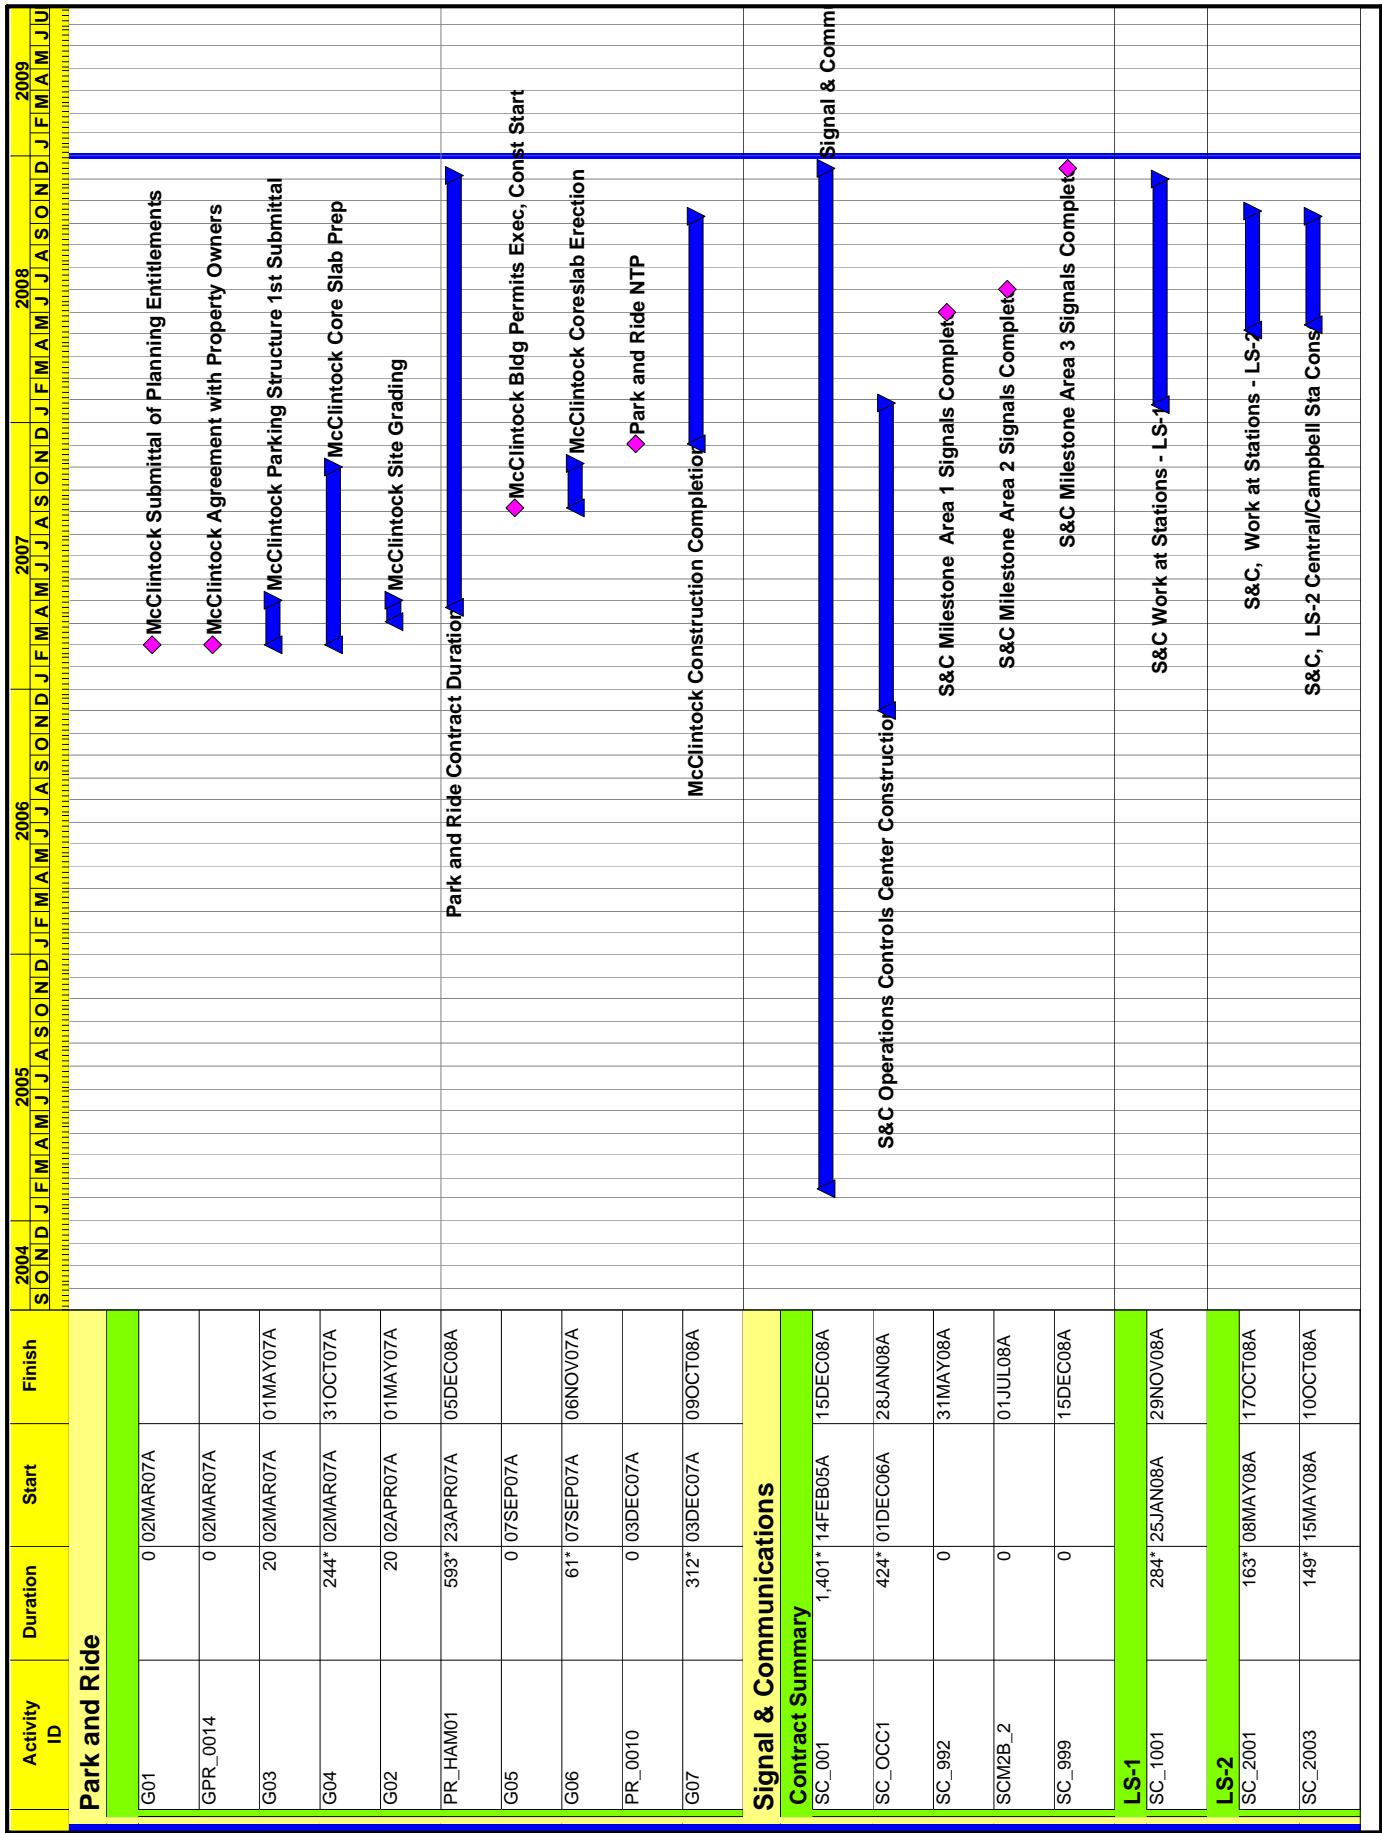 Activity ID Duration Start Finish 2004 2005 2006 2007 2008 2009
S O N D J F M A M J J A S O N D J F M A M J J A S O N D J F M A M J J A S O N D J F M A M J J A S O N D J F M A M J U
Park and Ride
G01 0 02MAR07A McClintock Submittal of Planning Entitlements
GPR_0014 0 02MAR07A McClintock Agreement with Property Owners
G03 20 02MAR07A 01MAY07A McClintock Parking Structure 1st Submittal
G04 244* 02MAR07A 31OCT07A McClintock Core Slab Prep
G02 20 02APR07A 01MAY07A McClintock Site Grading
PR_HAM01 593* 23APR07A 05DEC08A Park and Ride Contract Duration
G05 0 07SEP07A McClintock Bldg Permits Exec, Const Start
G06 61* 07SEP07A 06NOV07A McClintock Coreslab Erection
PR_0010 0 03DEC07A Park and Ride NTP
G07 312* 03DEC07A 09OCT08A McClintock Construction Completion
Signal & Communications
Contract Summary
SC_001 1,401* 14FEB05A 15DEC08A Signal & Comm
SC_OCC1 424* 01DEC06A 28JAN08A S&C Operations Controls Center Construction
SC_992 0 31MAY08A S&C Milestone Area 1 Signals Complete
SCM2B_2 0 01JUL08A S&C Milestone Area 2 Signals Complete
SC_999 0 15DEC08A S&C Milestone Area 3 Signals Complete
LS-1
SC_1001 284* 25JAN08A 29NOV08A S&C Work at Stations - LS-1
LS-2
SC_2001 163* 08MAY08A 17OCT08A S&C, Work at Stations - LS-2
SC_2003 149* 15MAY08A 10OCT08A S&C, LS-2 Central/Campbell Sta Cons